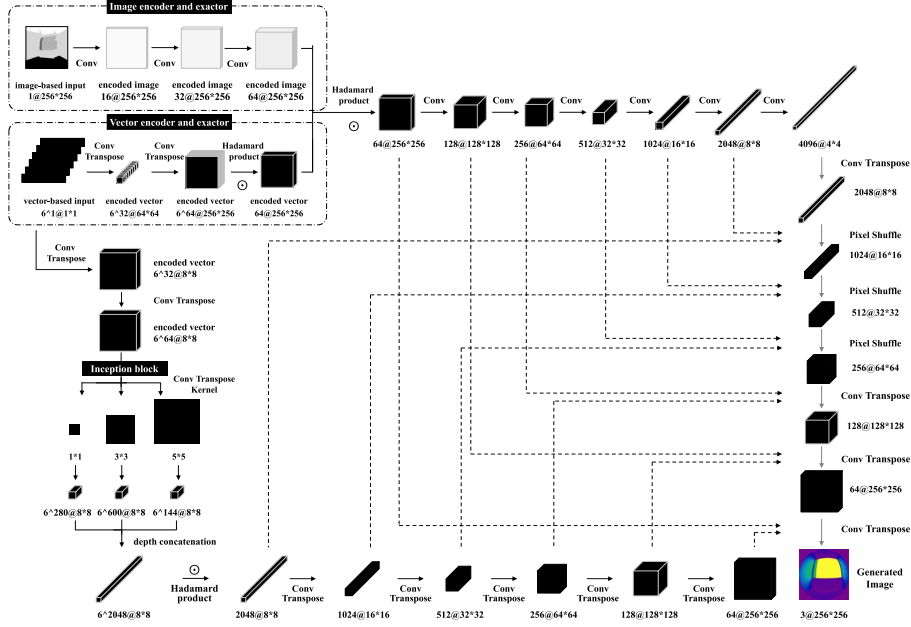 Image encoder and exactor
Conv
Conv
Conv
image-based input
1@256*256
encoded image
16@256*256
encoded image
32@256*256
encoded image
64@256*256
Vector encoder and exactor
Conv
Transpose
Conv
Transpose
Hadamard
product
vector-based input
6^1@1*1
encoded vector
6^32@64*64
encoded vector
6^64@256*256
encoded vector
64@256*256
Hadamard
product
Conv
Conv
Conv
Conv
Conv
Conv
64@256*256
128@128*128
256@64*64
512@32*32
1024@16*16
2048@8*8
4096@4*4
Conv Transpose
2048@8*8
Pixel Shuffle
1024@16*16
Pixel Shuffle
512@32*32
Pixel Shuffle
256@64*64
Conv Transpose
128@128*128
Conv Transpose
64@256*256
Conv Transpose
Generated
Image
3@256*256
Conv
Transpose
encoded vector
6^32@8*8
Conv Transpose
encoded vector
6^64@8*8
Inception block
Conv Transpose
Kernel
1*1
3*3
5*5
6^280@8*8
6^600@8*8
6^144@8*8
depth concatenation
Hadamard
product
6^2048@8*8
2048@8*8
Conv
Transpose
1024@16*16
Conv
Transpose
512@32*32
Conv
Transpose
256@64*64
Conv
Transpose
128@128*128
Conv
Transpose
64@256*256